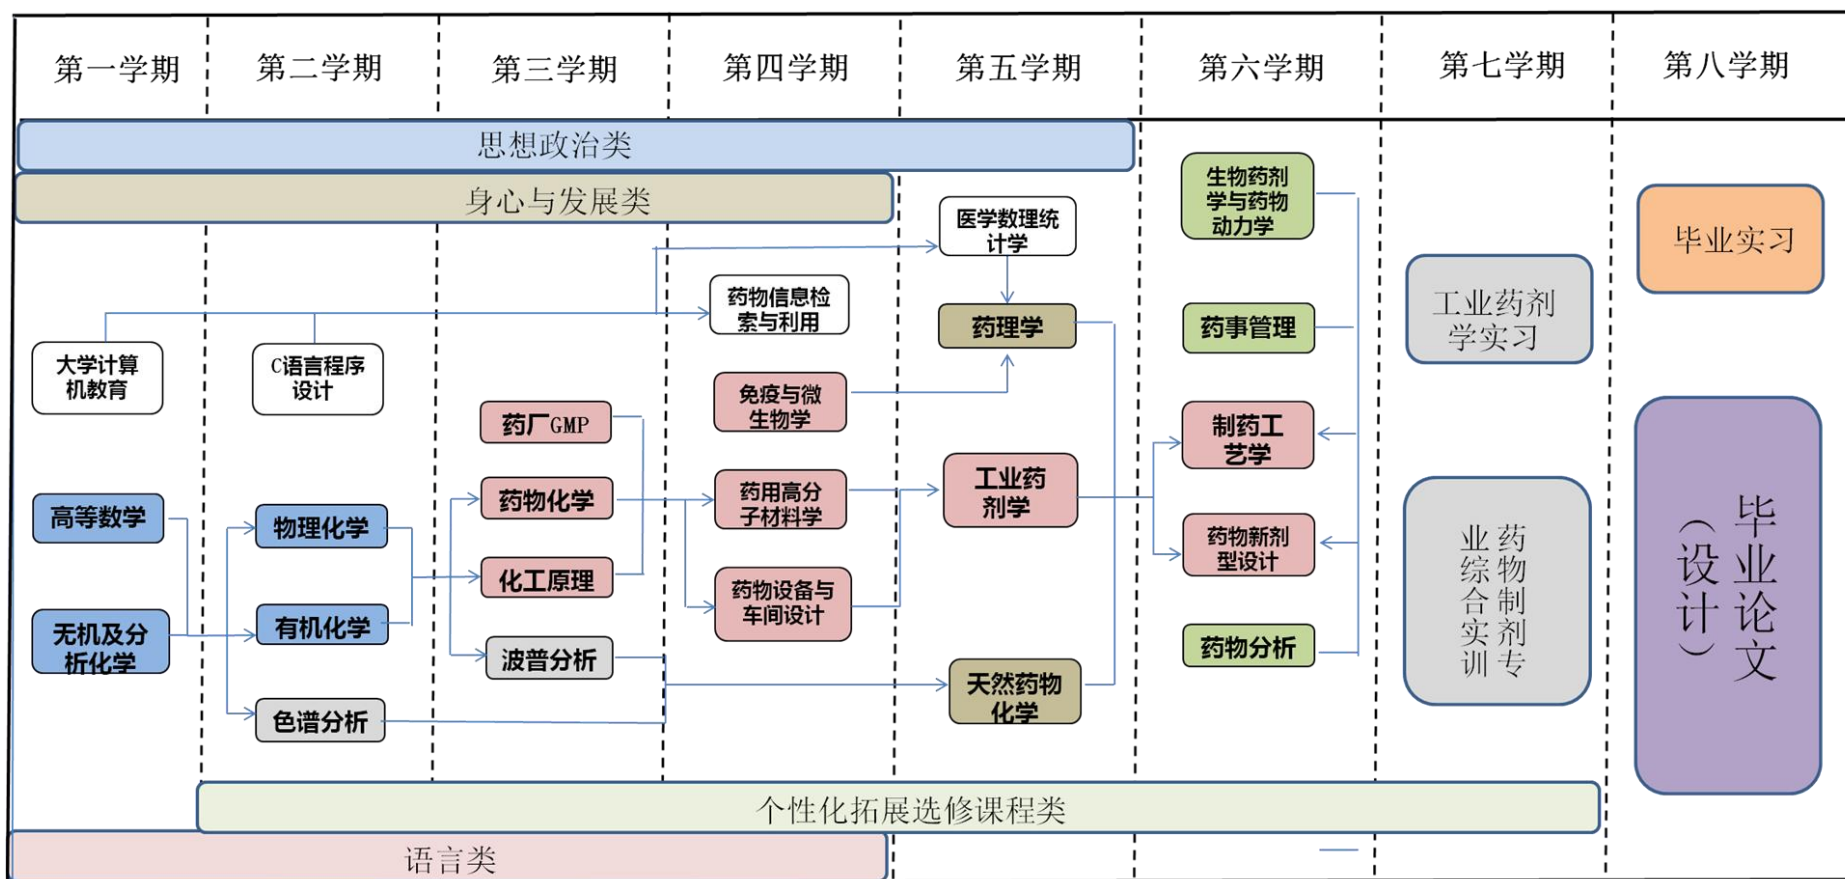 第一学期
第二学期
第三学期
第四学期
第五学期
第六学期
第七学期
第八学期
思想政治类
身心与发展类
大学计算
机教育
高等数学
无机及分
析化学
C语言程序
设计
物理化学
有机化学
色谱分析
药厂GMP
药物化学
化工原理
波普分析
药物信息检
索与利用
免疫与微
生物学
药用高分
子材料学
药物设备与
车间设计
医学数理统
计学
药理学
工业药
剂学
天然药物
化学
生物药剂
学与药物
动力学
药事管理
制药工
艺学
药物新剂
型设计
药物分析
工业药剂
学实习
药物制剂专
业综合实训
毕业实习
毕业论文
（设计）
个性化拓展选修课程类
语言类